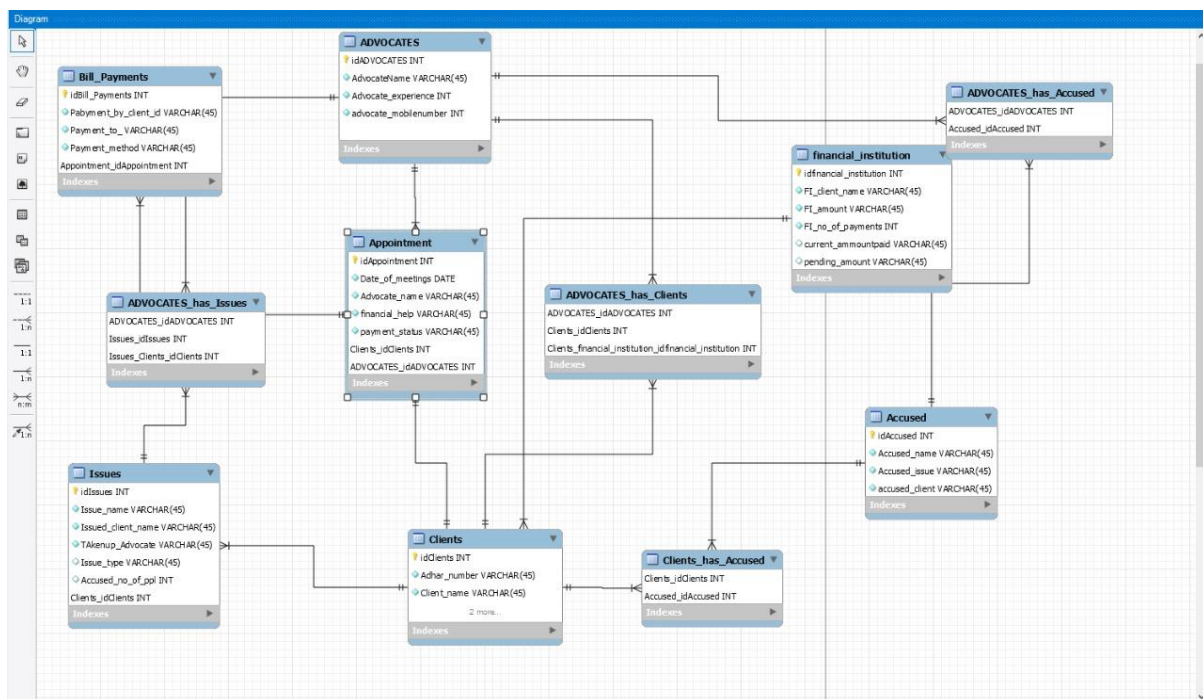 Diagram
ADVOCATES
idADVOCATES INT
AdvocateName VARCHAR(45)
Advocate_experience INT
advocate_mobilenumber INT
Indexes
Bill_Payments
idBill_Payments INT
Pabyment_by_client_id VARCHAR(45)
Payment_to_ VARCHAR(45)
Payment_method VARCHAR(45)
Appointment_idAppointment INT
Indexes
ADVOCATES_has_Accused
ADVOCATES_idADVOCATES INT
Accused_idAccused INT
Indexes
financial_institution
idfinancial_institution INT
FI_client_name VARCHAR(45)
FI_amount VARCHAR(45)
FI_no_of_payments INT
current_ammountpaid VARCHAR(45)
pending_amount VARCHAR(45)
Indexes
Appointment
idAppointment INT
Date_of_meetings DATE
Advocate_name VARCHAR(45)
financial_help VARCHAR(45)
payment_status VARCHAR(45)
Clients_idClients INT
ADVOCATES_idADVOCATES INT
Indexes
ADVOCATES_has_Issues
ADVOCATES_idADVOCATES INT
Issues_idIssues INT
Issues_Clients_idClients INT
Indexes
ADVOCATES_has_Clients
ADVOCATES_idADVOCATES INT
Clients_idClients INT
Clients_financial_institution_idfinancial_institution INT
Indexes
1:1
1:n
1:1
1:n
n:m
1:n
Accused
idAccused INT
Accused_name VARCHAR(45)
Accused_issue VARCHAR(45)
accused_client VARCHAR(45)
Indexes
Issues
idIssues INT
Issue_name VARCHAR(45)
Issued_client_name VARCHAR(45)
TAkenup_Advocate VARCHAR(45)
Issue_type VARCHAR(45)
Accused_no_of_ppl INT
Clients_idClients INT
Indexes
Clients
idClients INT
Adhar_number VARCHAR(45)
Client_name VARCHAR(45)
2 more...
Indexes
Clients_has_Accused
Clients_idClients INT
Accused_idAccused INT
Indexes